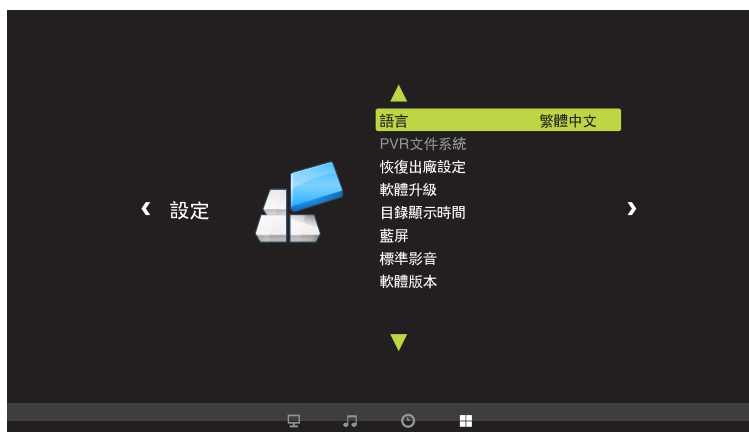 設定
語言 繁體中文
PVR文件系統
恢復出廠設定
軟體升級
目錄顯示時間
藍屏
標準影音
軟體版本